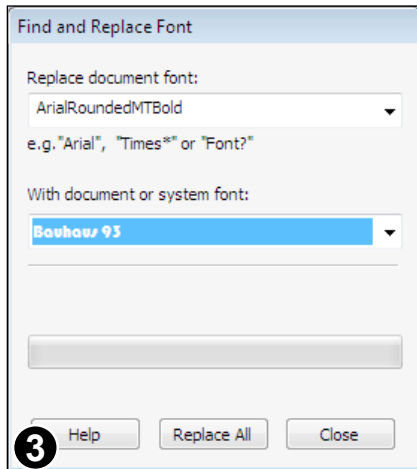 Find and Replace Font
Replace document font:
ArialRoundedMTBold
e.g."Arial", "Times*" or "Font?"
With document or system font:
Bauhaus 93
3 Help Replace All Close